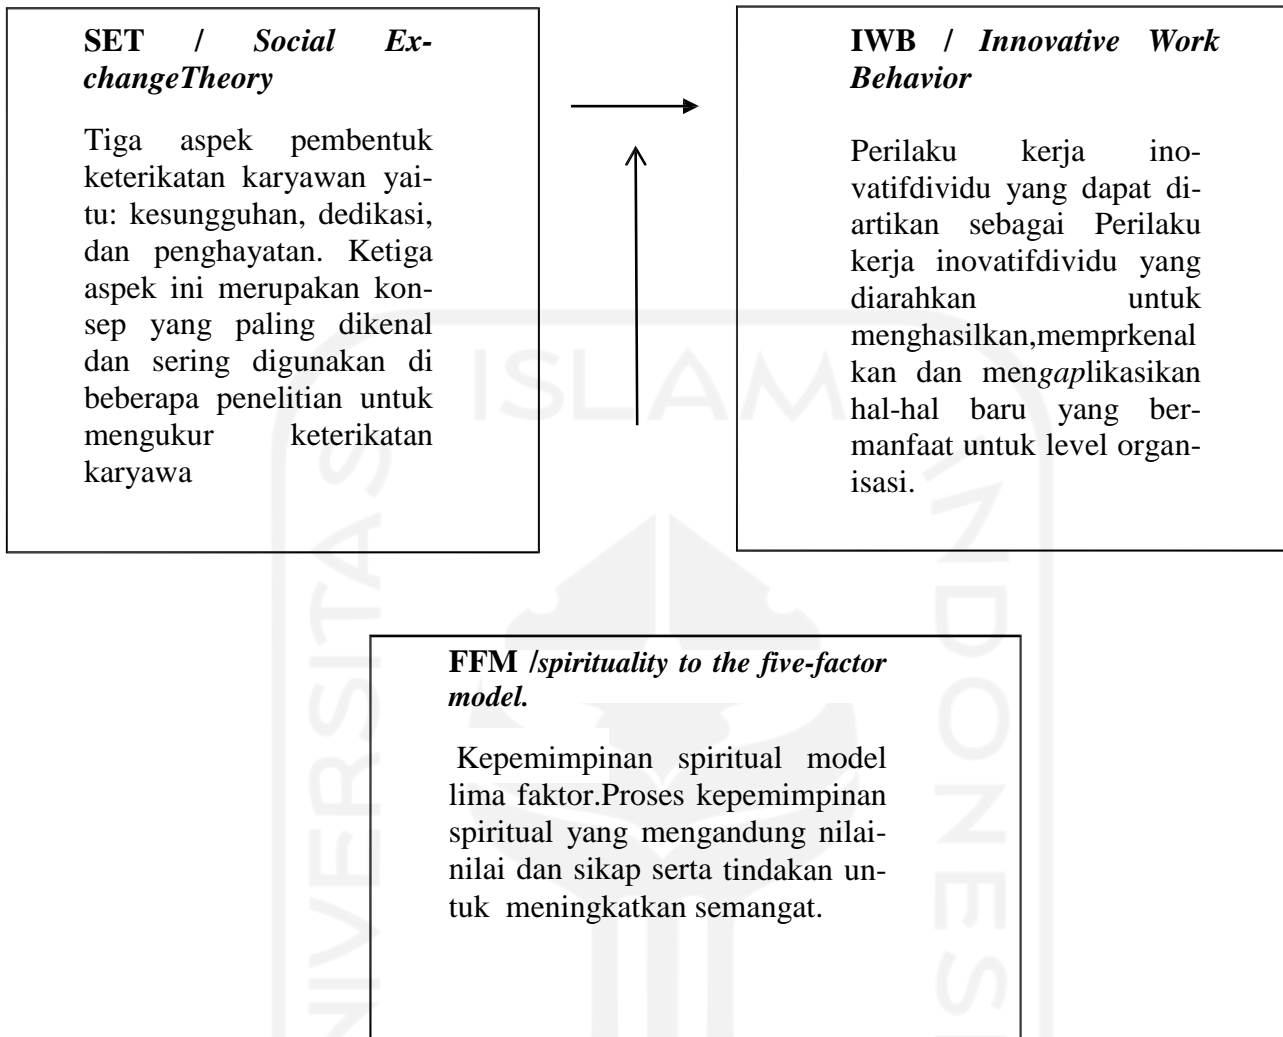 SET / Social Ex-
changeTheory
Tiga aspek pembentuk
keterikatan karyawan yai-
tu: kesungguhan, dedikasi,
dan penghayatan. Ketiga
aspek ini merupakan kon-
sep yang paling dikenal
dan sering digunakan di
beberapa penelitian untuk
mengukur keterikatan
karyawa
IWB / Innovative Work
Behavior
Perilaku kerja ino-
vatifdividu yang dapat di-
artikan sebagai Perilaku
kerja inovatifdividu yang
diarahkan untuk
menghasilkan,memprkenal
kan dan mengaplikasikan
hal-hal baru yang ber-
manfaat untuk level organ-
isasi.
FFM /spirituality to the five-factor
model.
Kepemimpinan spiritual model
lima faktor.Proses kepemimpinan
spiritual yang mengandung nilai-
nilai dan sikap serta tindakan un-
tuk meningkatkan semangat.
ISLAM
UNIVERSITAS
INDONES